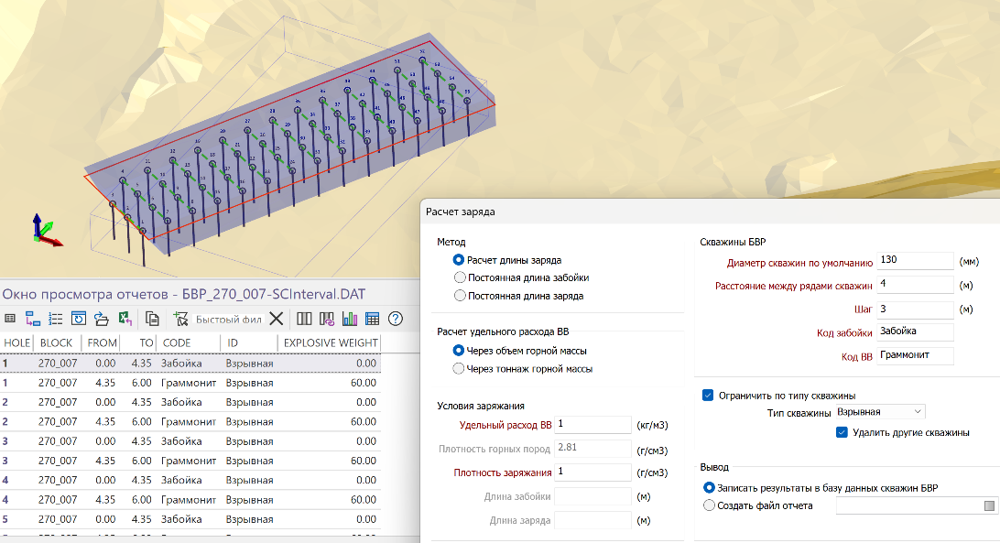 Расчет заряда
Метод
Расчет длины заряда
Постоянная длина забойки
Постоянная длина заряда
Расчет удельного расхода ВВ
Через объем горной массы
Через тоннаж горной массы
Условия заряжания
Удельный расход ВВ 1 (кг/м3)
Плотность горных пород 2.81 (г/см3)
Плотность заряжания 1 (г/см3)
Длина забойки (м)
Длина заряда (м)
Скважины БВР
Диаметр скважин по умолчанию 130 (мм)
Расстояние между рядами скважин 4 (м)
Шаг 3 (м)
Код забойки Забойка
Код ВВ Граммонит
Ограничить по типу скважины
Тип скважины Взрывная
Удалить другие скважины
Вывод
Записать результаты в базу данных скважин БВР
Создать файл отчета
Окно просмотра отчетов - БВР_270_007-SCInterval.DAT
Быстрый фил
HOLE BLOCK FROM TO CODE ID EXPLOSIVE WEIGHT
1 270_007 0.00 4.35 Забойка Взрывная 0.00
1 270_007 4.35 6.00 Граммонит Взрывная 60.00
2 270_007 0.00 4.35 Забойка Взрывная 0.00
2 270_007 4.35 6.00 Граммонит Взрывная 60.00
3 270_007 0.00 4.35 Забойка Взрывная 0.00
3 270_007 4.35 6.00 Граммонит Взрывная 60.00
4 270_007 0.00 4.35 Забойка Взрывная 0.00
4 270_007 4.35 6.00 Граммонит Взрывная 60.00
5 270_007 0.00 4.35 Забойка Взрывная 0.00